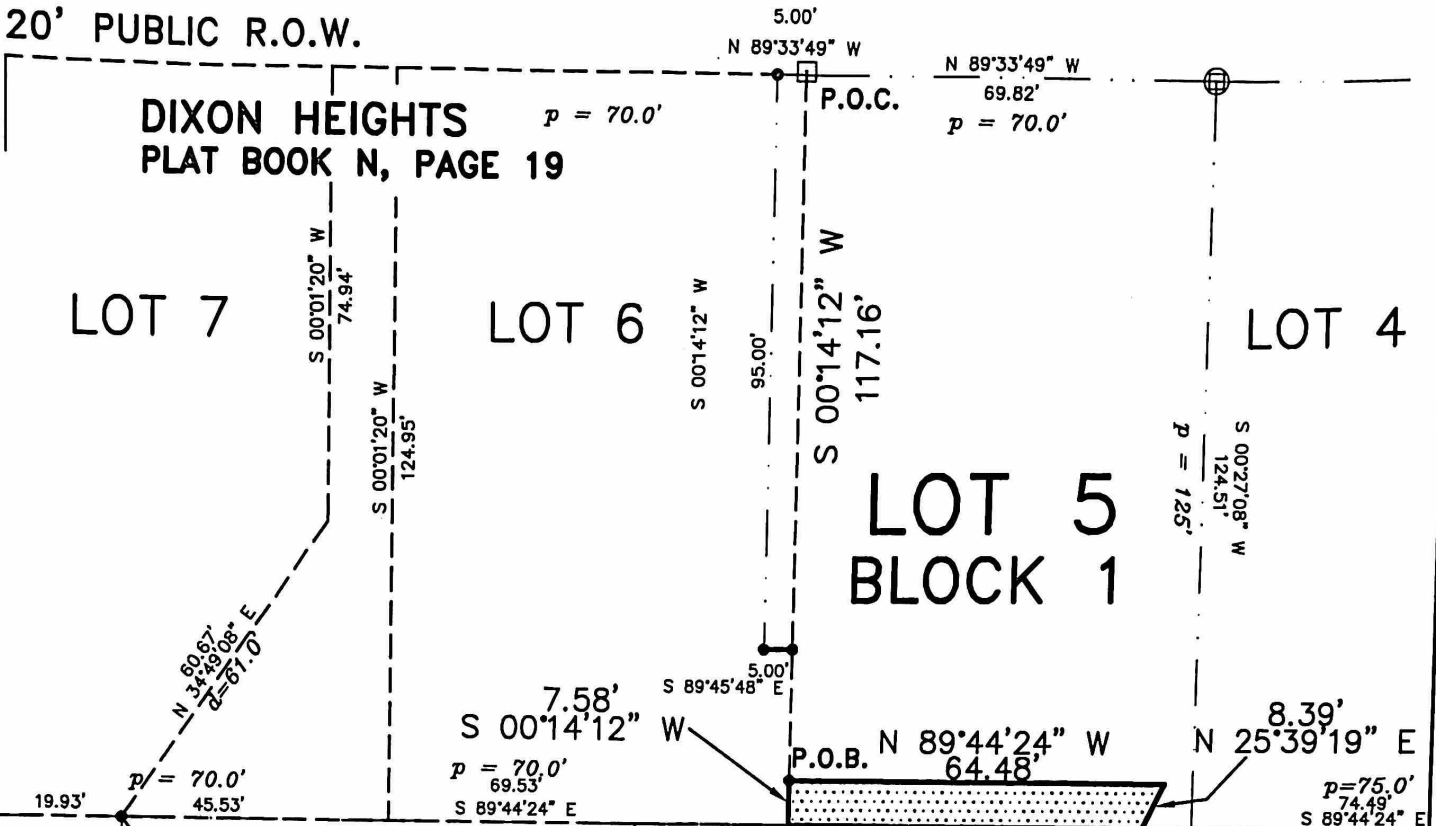 20' PUBLIC R.O.W.
5.00'
N 89°33'49" W
N 89°33'49" W
69.82'
p = 70.0'
P.O.C.
DIXON HEIGHTS
PLAT BOOK N, PAGE 19
p = 70.0'
LOT 7
S 00°01'20" W
74.94'
S 00°01'20" W
124.95'
LOT 6
S 00°14'12" W
95.00'
S 00°14'12" W
117.16'
LOT 4
p = 125'
S 00°27'08" W
124.51'
LOT 5
BLOCK 1
60.67'
N 34°49'08" E
d=61.0'
5.00'
S 89°45'48" E
7.58'
S 00°14'12" W
P.O.B.
N 89°44'24" W
64.48'
8.39'
N 25°39'19" E
p = 70.0'
19.93'
45.53'
p = 70.0'
69.53'
S 89°44'24" E
p=75.0'
74.49'
S 89°44'24" E